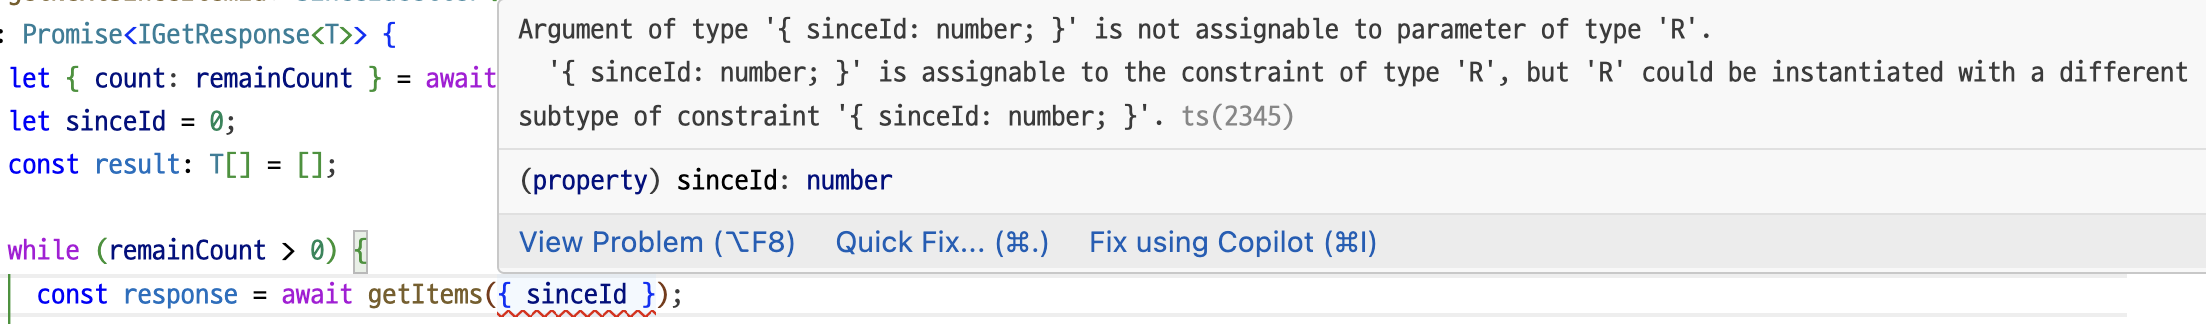 Argument of type '{ sinceId: number; }' is not assignable to parameter of type 'R'.
: Promise<IGetResponse<T>> {
'{ sinceId: number; }' is assignable to the constraint of type 'R', but 'R' could be instantiated with a different
let { count: remainCount } = await
subtype of constraint '{ sinceId: number; }'. ts(2345)
let sinceId = 0;
const result: T[] = [];
(property) sinceId: number
while (remainCount > 0) {
View Problem (⌥F8) Quick Fix... (⌘.) Fix using Copilot (⌘I)
const response = await getItems({ sinceId });